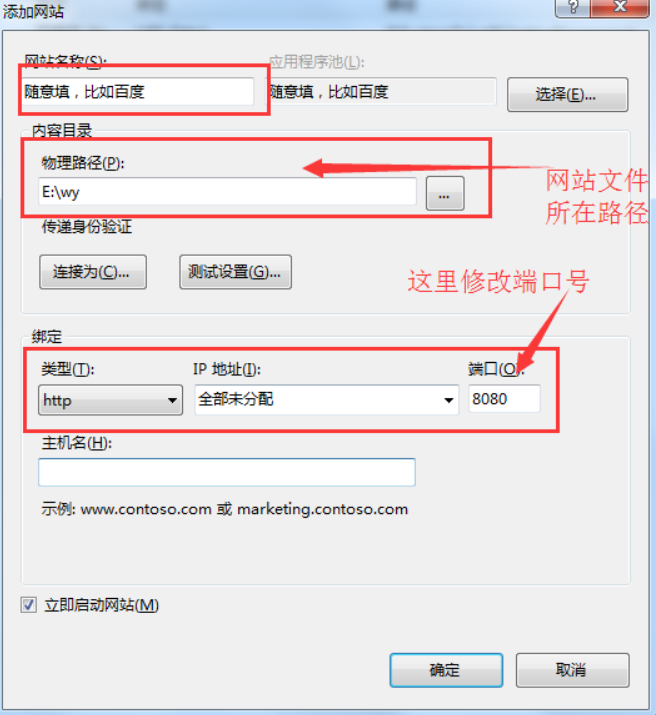 添加网站
网站名称(S):
应用程序池(L):
随意填，比如百度
随意填，比如百度
选择(E)...
内容目录
物理路径(P):
E:\wy
...
网站文件
所在路径
传递身份验证
连接为(C)...
测试设置(G)...
这里修改端口号
绑定
类型(T):
IP 地址(I):
端口(O):
http
全部未分配
8080
主机名(H):
示例: www.contoso.com 或 marketing.contoso.com
立即启动网站(M)
确定
取消